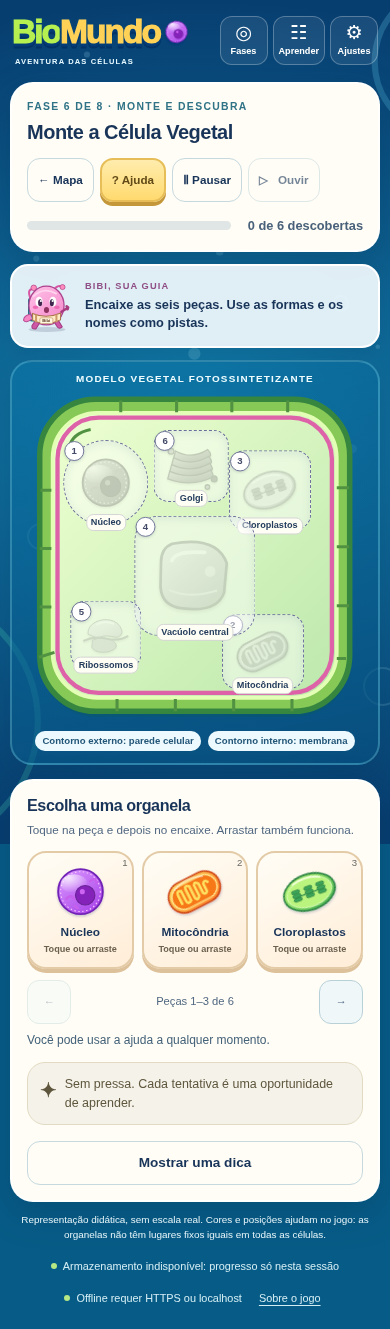 BioMundo
AVENTURA DAS CÉLULAS
Fases
Aprender
Ajustes
FASE 6 DE 8 · MONTE E DESCUBRA
Monte a Célula Vegetal
← Mapa
? Ajuda
Ⅱ Pausar
▷ Ouvir
0 de 6 descobertas
BIBI, SUA GUIA
Encaixe as seis peças. Use as formas e os
nomes como pistas.
MODELO VEGETAL FOTOSSINTETIZANTE
1
Núcleo
6
Golgi
3
Cloroplastos
4
Vacúolo central
2
5
Ribossomos
Mitocôndria
Contorno externo: parede celular
Contorno interno: membrana
Escolha uma organela
Toque na peça e depois no encaixe. Arrastar também funciona.
1
Núcleo
Toque ou arraste
2
Mitocôndria
Toque ou arraste
3
Cloroplastos
Toque ou arraste
←
Peças 1–3 de 6
→
Você pode usar a ajuda a qualquer momento.
Sem pressa. Cada tentativa é uma oportunidade
de aprender.
Mostrar uma dica
Representação didática, sem escala real. Cores e posições ajudam no jogo: as
organelas não têm lugares fixos iguais em todas as células.
Armazenamento indisponível: progresso só nesta sessão
Offline requer HTTPS ou localhost
Sobre o jogo